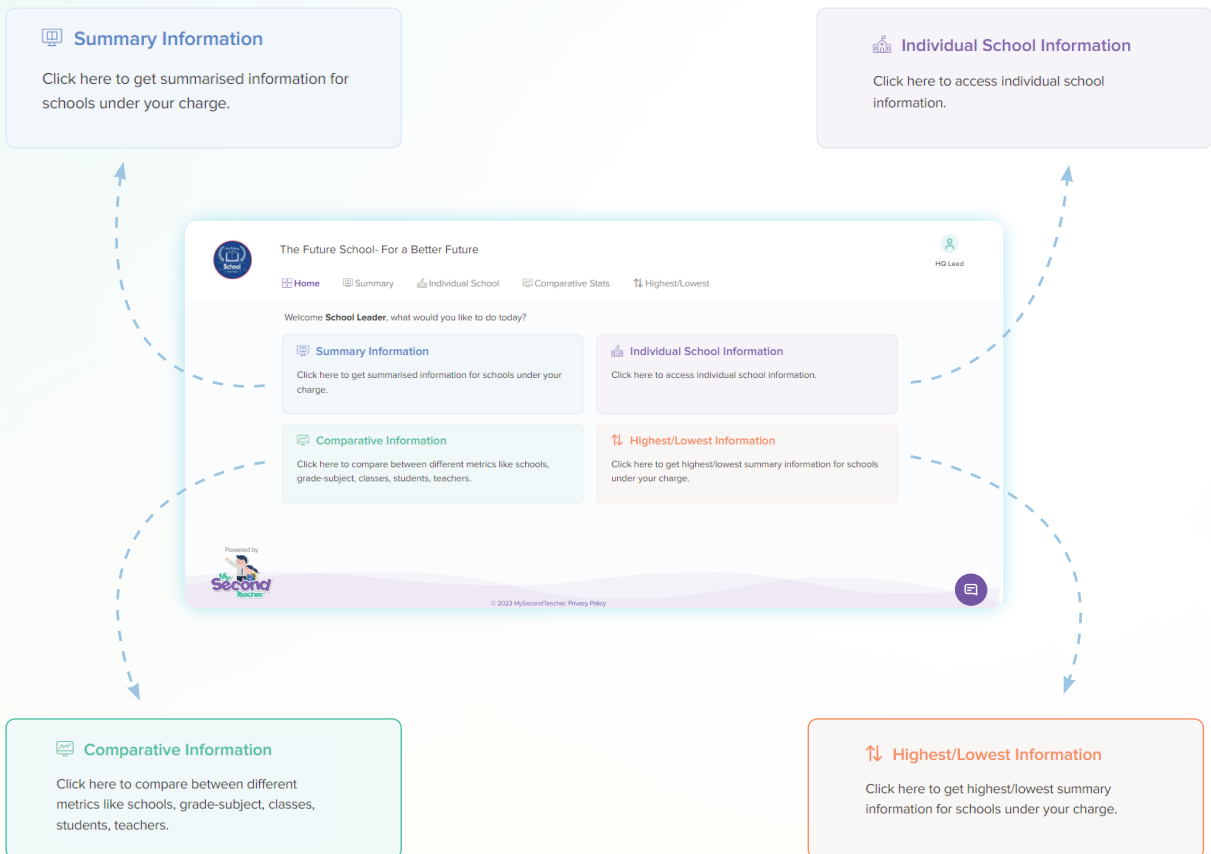 Summary Information
Click here to get summarised information for
schools under your charge.
Individual School Information
Click here to access individual school
information.
The Future School- For a Better Future
School
HQ Lead
Home
Summary
Individual School
Comparative Stats
Highest/Lowest
Welcome School Leader, what would you like to do today?
Summary Information
Click here to get summarised information for schools under your
charge.
Individual School Information
Click here to access individual school information.
Comparative Information
Click here to compare between different metrics like schools,
grade-subject, classes, students, teachers.
Highest/Lowest Information
Click here to get highest/lowest summary information for schools
under your charge.
Powered by
My
Second
Teacher
© 2023 MySecondTeacher. Privacy Policy
Comparative Information
Click here to compare between different
metrics like schools, grade-subject, classes,
students, teachers.
Highest/Lowest Information
Click here to get highest/lowest summary
information for schools under your charge.